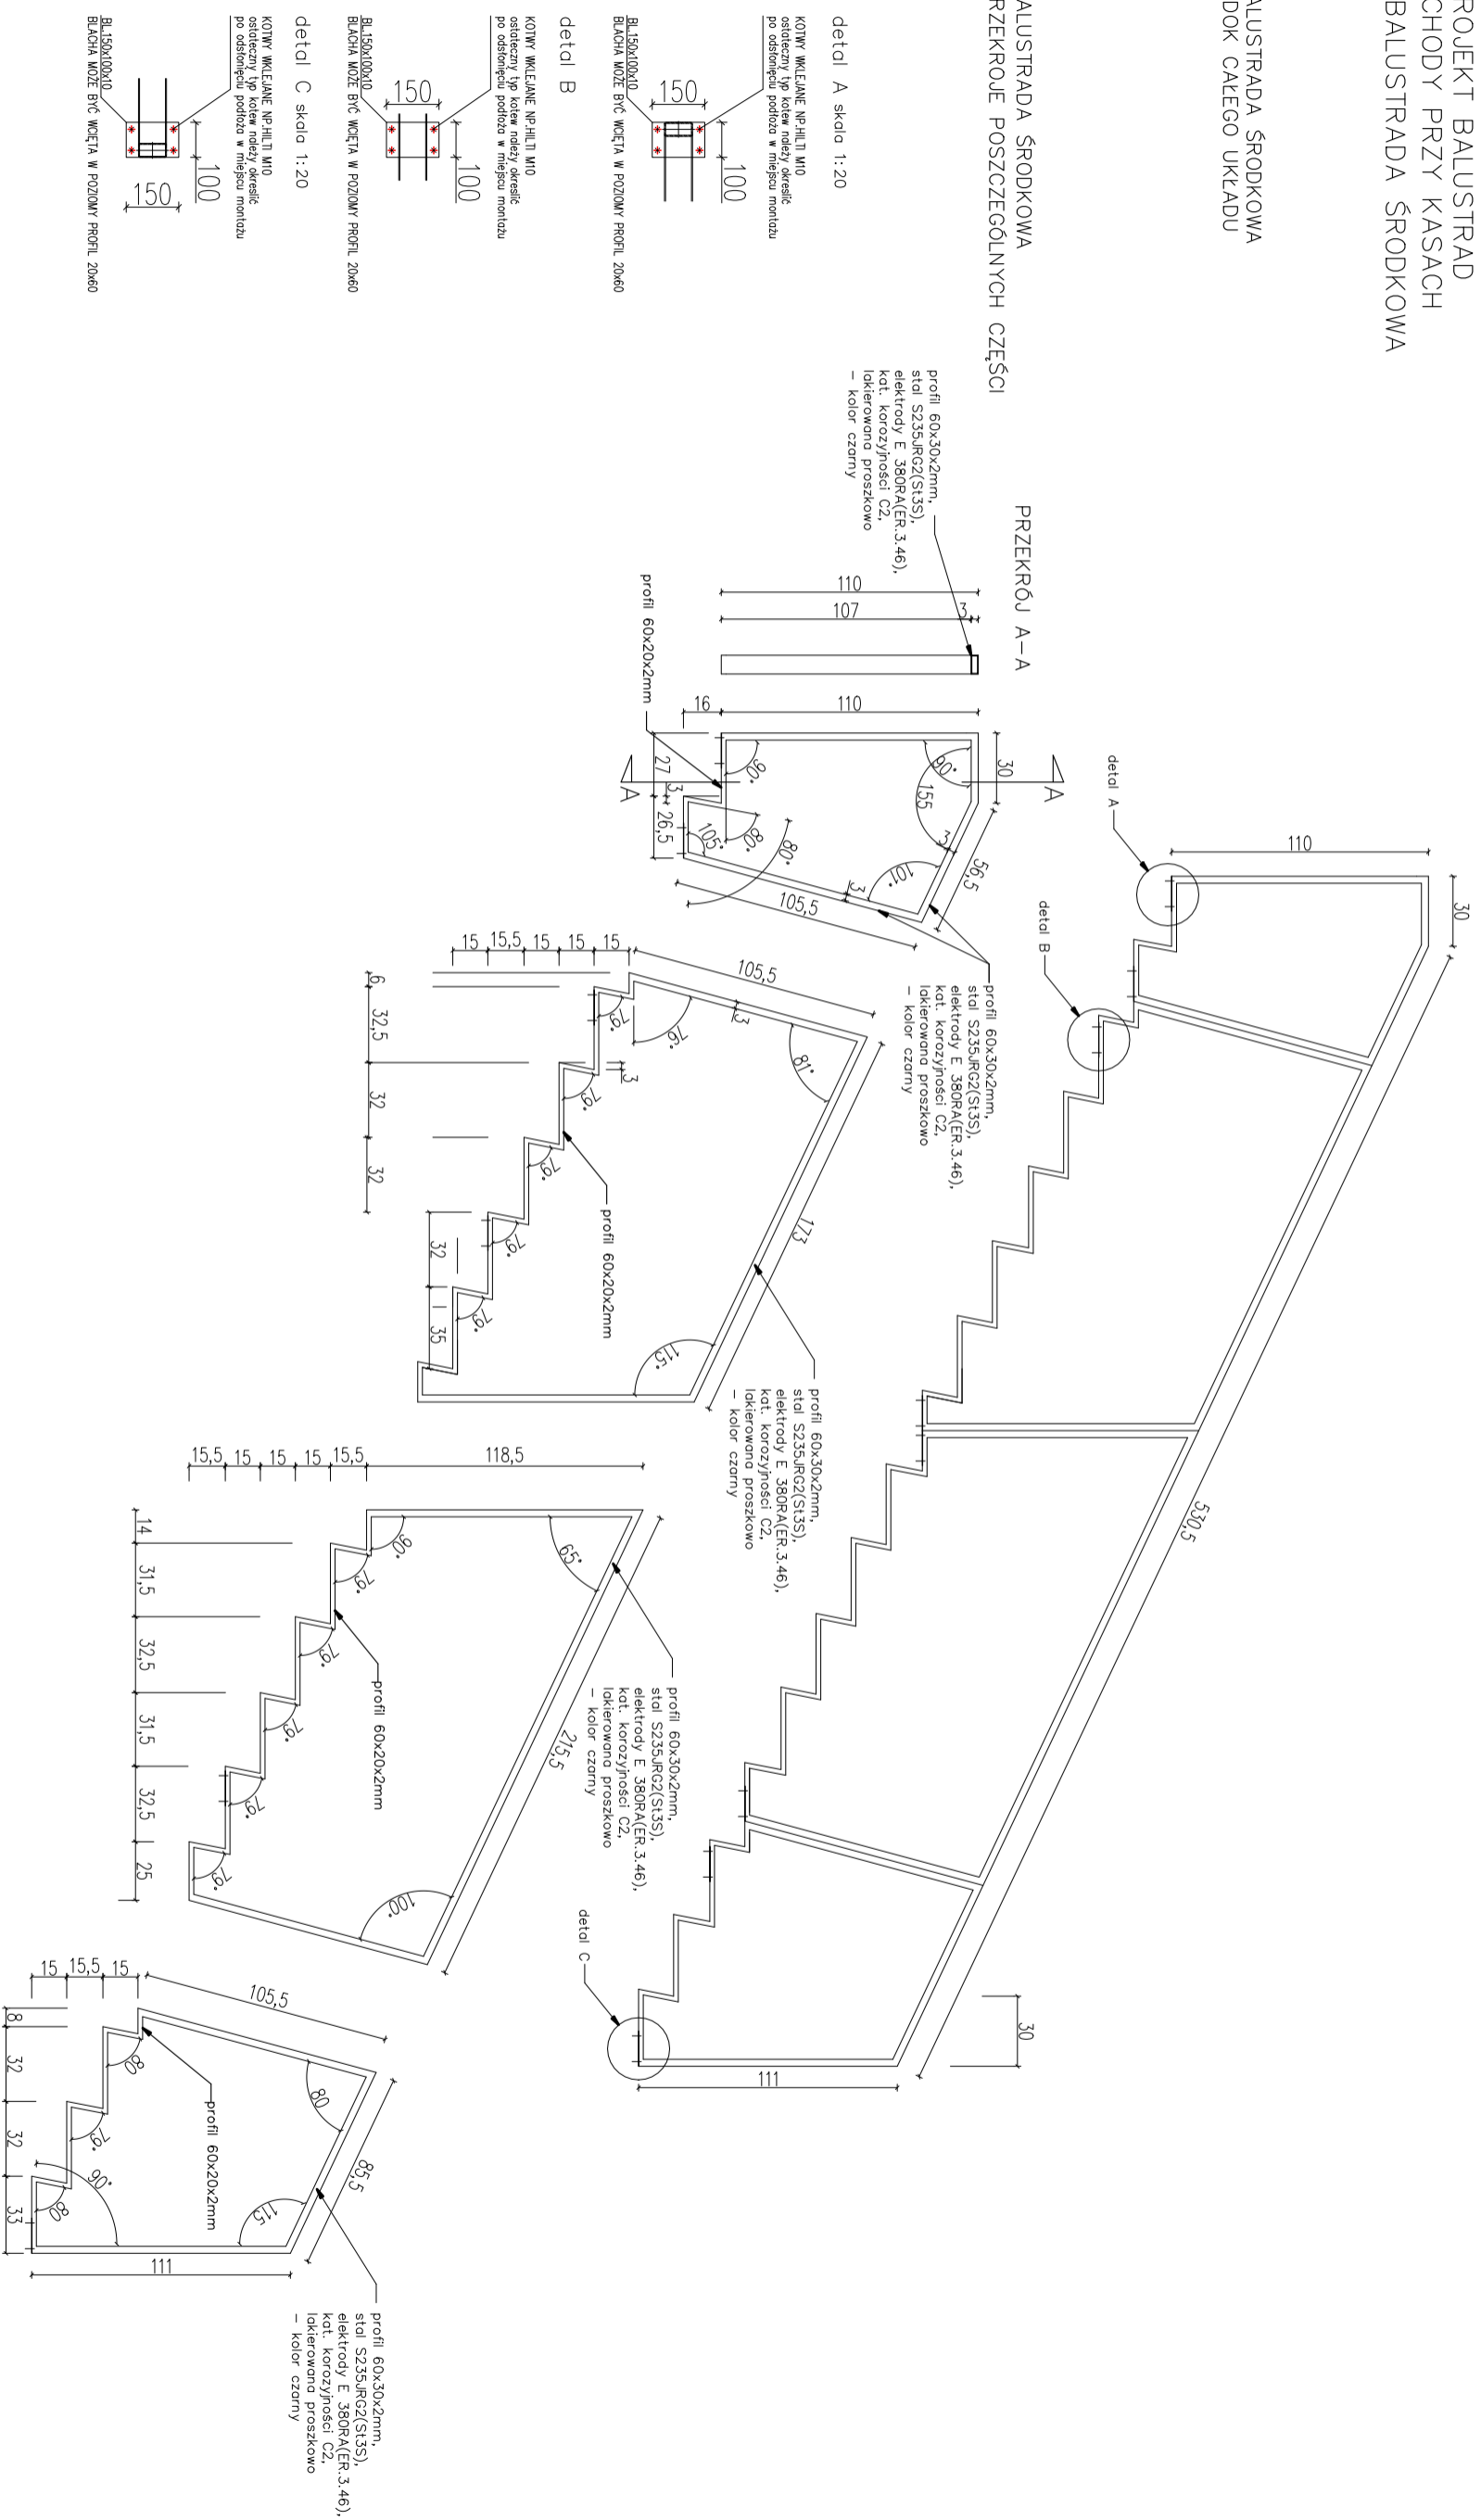 ROJEKT BALUSTRAD
CHODY PRZY KASACH
BALUSTRADA ŚRODKOWA
ALUSTRADA ŚRODKOWA
DOK CAŁEGO UKŁADU
detal A
detal B
detal C
110
30
530,5
30
111
ALUSTRADA ŚRODKOWA
RZEKROJE POSZCZEGÓLNYCH CZĘŚCI
PRZEKRÓJ A-A
profil 60x30x2mm,
stal S235JRG2(St3S),
elektrody E 380RA(ER.3.46),
kat. korozyjności C2,
lakierowana proszkowo
- kolor czarny
110
107
3
profil 60x20x2mm
16
110
30
A
A
90°
90°
155
56,5
3
101°
3
105,5
80°
80°
105°
27
3
26,5
profil 60x30x2mm,
stal S235JRG2(St3S),
elektrody E 380RA(ER.3.46),
kat. korozyjności C2,
lakierowana proszkowo
- kolor czarny
15
15,5
15
15
15
105,5
3
81°
76°
79°
79°
79°
79°
79°
3
173
115°
6
32,5
32
32
32
35
profil 60x20x2mm
profil 60x30x2mm,
stal S235JRG2(St3S),
elektrody E 380RA(ER.3.46),
kat. korozyjności C2,
lakierowana proszkowo
- kolor czarny
15,5
15
15
15
15,5
118,5
65°
90°
79°
79°
79°
79°
79°
100°
215,5
14
31,5
32,5
31,5
32,5
25
profil 60x20x2mm
profil 60x30x2mm,
stal S235JRG2(St3S),
elektrody E 380RA(ER.3.46),
kat. korozyjności C2,
lakierowana proszkowo
- kolor czarny
15
15,5
15
105,5
80
80
79°
80
90°
115
85,5
111
8
32
32
33
profil 60x20x2mm
profil 60x30x2mm,
stal S235JRG2(St3S),
elektrody E 380RA(ER.3.46),
kat. korozyjności C2,
lakierowana proszkowo
- kolor czarny
detal A skala 1:20
KOTWY WKLEJANE NP.HILTI M10
ostateczny typ kotew należy określić
po odsłonięciu podłoża w miejscu montażu
150
100
BL.150x100x10
BLACHA MOŻE BYĆ WCIĘTA W POZIOMY PROFIL 20x60
detal B
KOTWY WKLEJANE NP.HILTI M10
ostateczny typ kotew należy określić
po odsłonięciu podłoża w miejscu montażu
150
100
BL.150x100x10
BLACHA MOŻE BYĆ WCIĘTA W POZIOMY PROFIL 20x60
detal C skala 1:20
KOTWY WKLEJANE NP.HILTI M10
ostateczny typ kotew należy określić
po odsłonięciu podłoża w miejscu montażu
100
150
BL.150x100x10
BLACHA MOŻE BYĆ WCIĘTA W POZIOMY PROFIL 20x60